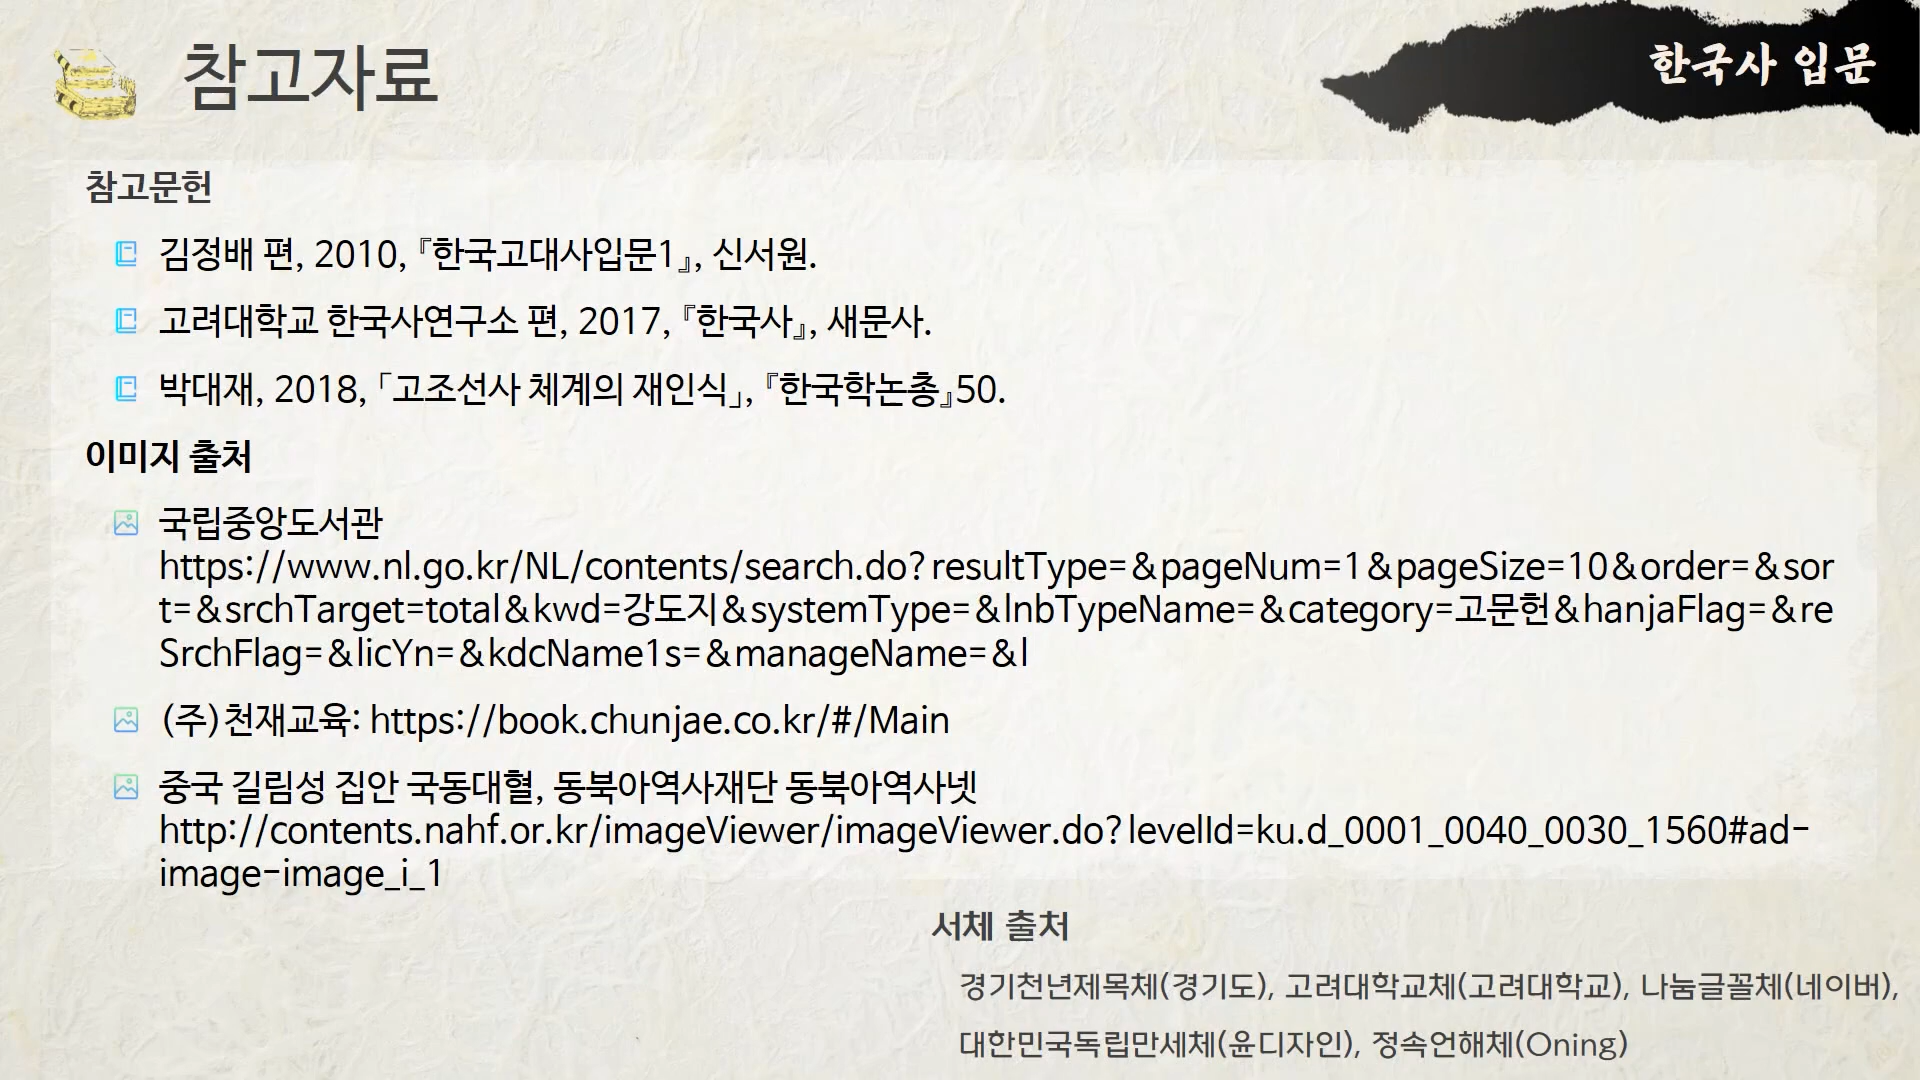 참고자료
한국사 입문
참고문헌
김정배 편, 2010, 『한국고대사입문1』, 신서원.
고려대학교 한국사연구소 편, 2017, 『한국사』, 새문사.
박대재, 2018, 「고조선사 체계의 재인식」, 『한국학논총』50.
이미지 출처
국립중앙도서관
https://www.nl.go.kr/NL/contents/search.do?resultType=&pageNum=1&pageSize=10&order=&sor
t=&srchTarget=total&kwd=강도지&systemType=&lnbTypeName=&category=고문헌&hanjaFlag=&re
SrchFlag=&licYn=&kdcName1s=&manageName=&l
(주)천재교육: https://book.chunjae.co.kr/#/Main
중국 길림성 집안 국동대혈, 동북아역사재단 동북아역사넷
http://contents.nahf.or.kr/imageViewer/imageViewer.do?levelId=ku.d_0001_0040_0030_1560#ad-
image-image_i_1
서체 출처
경기천년제목체(경기도), 고려대학교체(고려대학교), 나눔글꼴체(네이버),
대한민국독립만세체(윤디자인), 정속언해체(Oning)